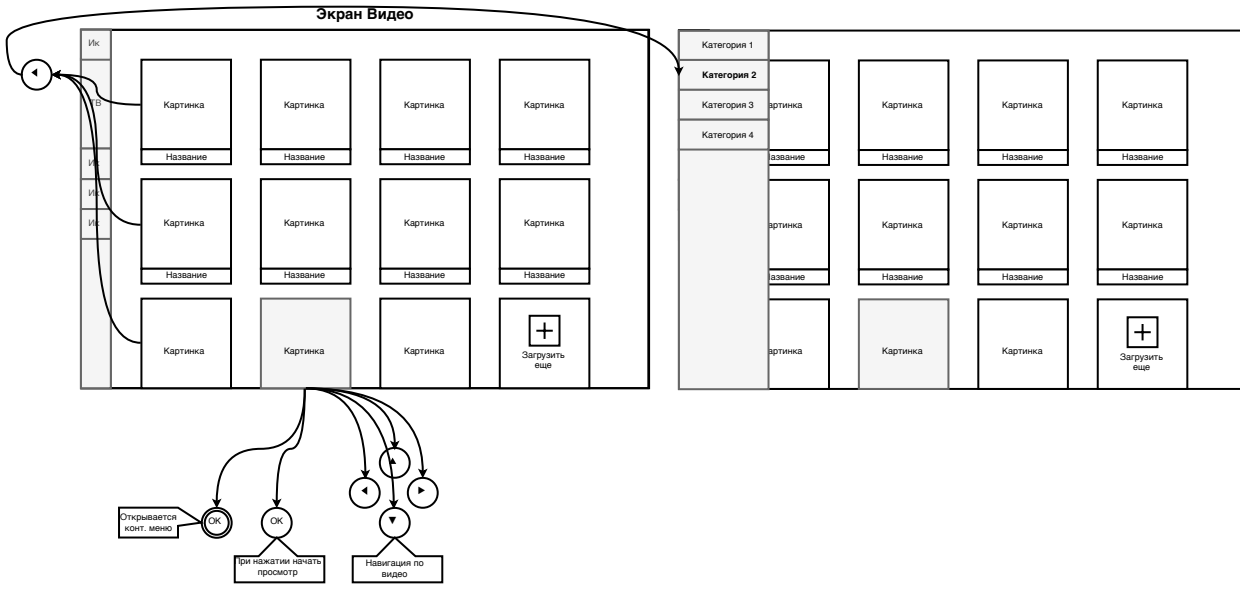 Экран Видео
Ик
ТВ
Ик
Ик
Ик
Картинка
Картинка
Картинка
Картинка
Название
Название
Название
Название
Картинка
Картинка
Картинка
Картинка
Название
Название
Название
Название
Картинка
Картинка
Картинка
Загрузить
еще
Категория 1
Категория 2
Категория 3
Категория 4
артинка
Картинка
Картинка
Картинка
азвание
Название
Название
Название
артинка
Картинка
Картинка
Картинка
азвание
Название
Название
Название
артинка
Картинка
Картинка
Загрузить
еще
Открывается
конт. меню
OK
OK
При нажатии начать
просмотр
Навигация по
видео